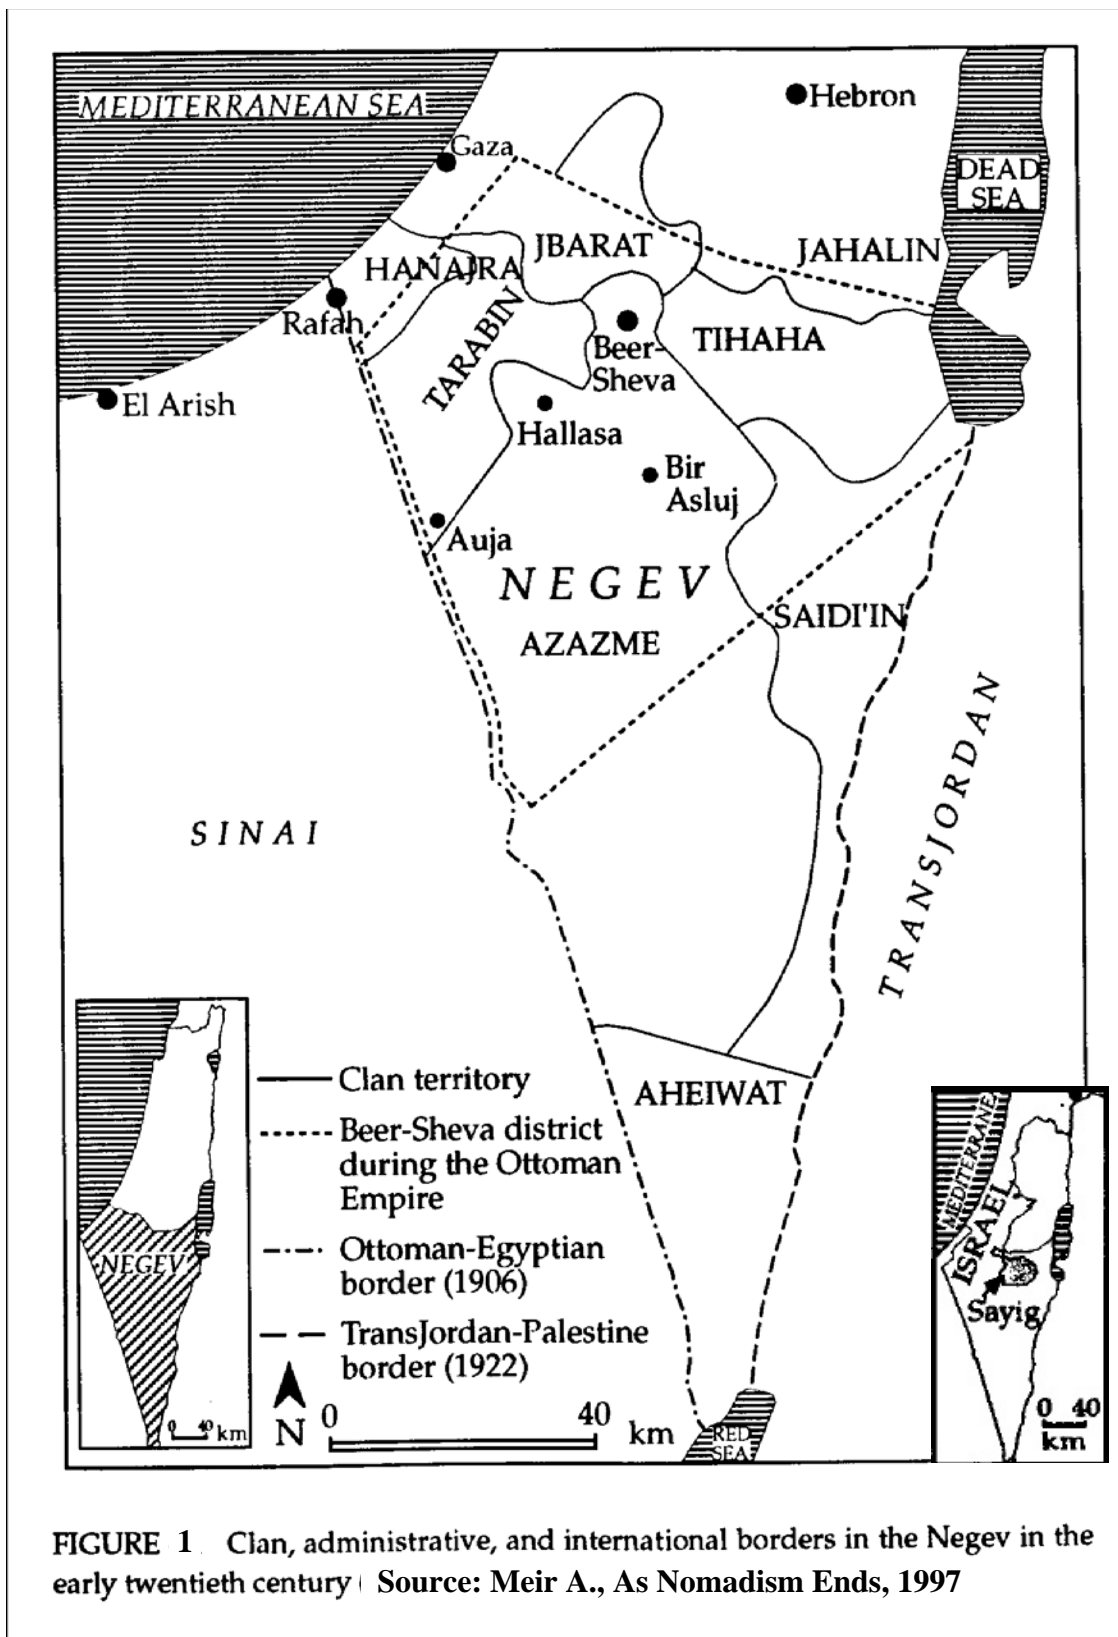 MEDITERRANEAN SEA
Hebron
Gaza
DEAD
SEA
JBARAT
JAHALIN
HANAJRA
Rafah
TARABIN
Beer-
Sheva
TIHAHA
El Arish
Hallasa
Bir
Asluj
Auja
NEGEV
SAIDI'IN
AZAZME
TRANSJORDAN
SINAI
AHEIWAT
NEGEV
0 40 km
Clan territory
Beer-Sheva district
during the Ottoman
Empire
Ottoman-Egyptian
border (1906)
TransJordan-Palestine
border (1922)
N
0 40 km
RED
SEA
MEDITERRANE
ISRAEL
Sayig
0 40
km
FIGURE 1 Clan, administrative, and international borders in the Negev in the
early twentieth century ( Source: Meir A., As Nomadism Ends, 1997